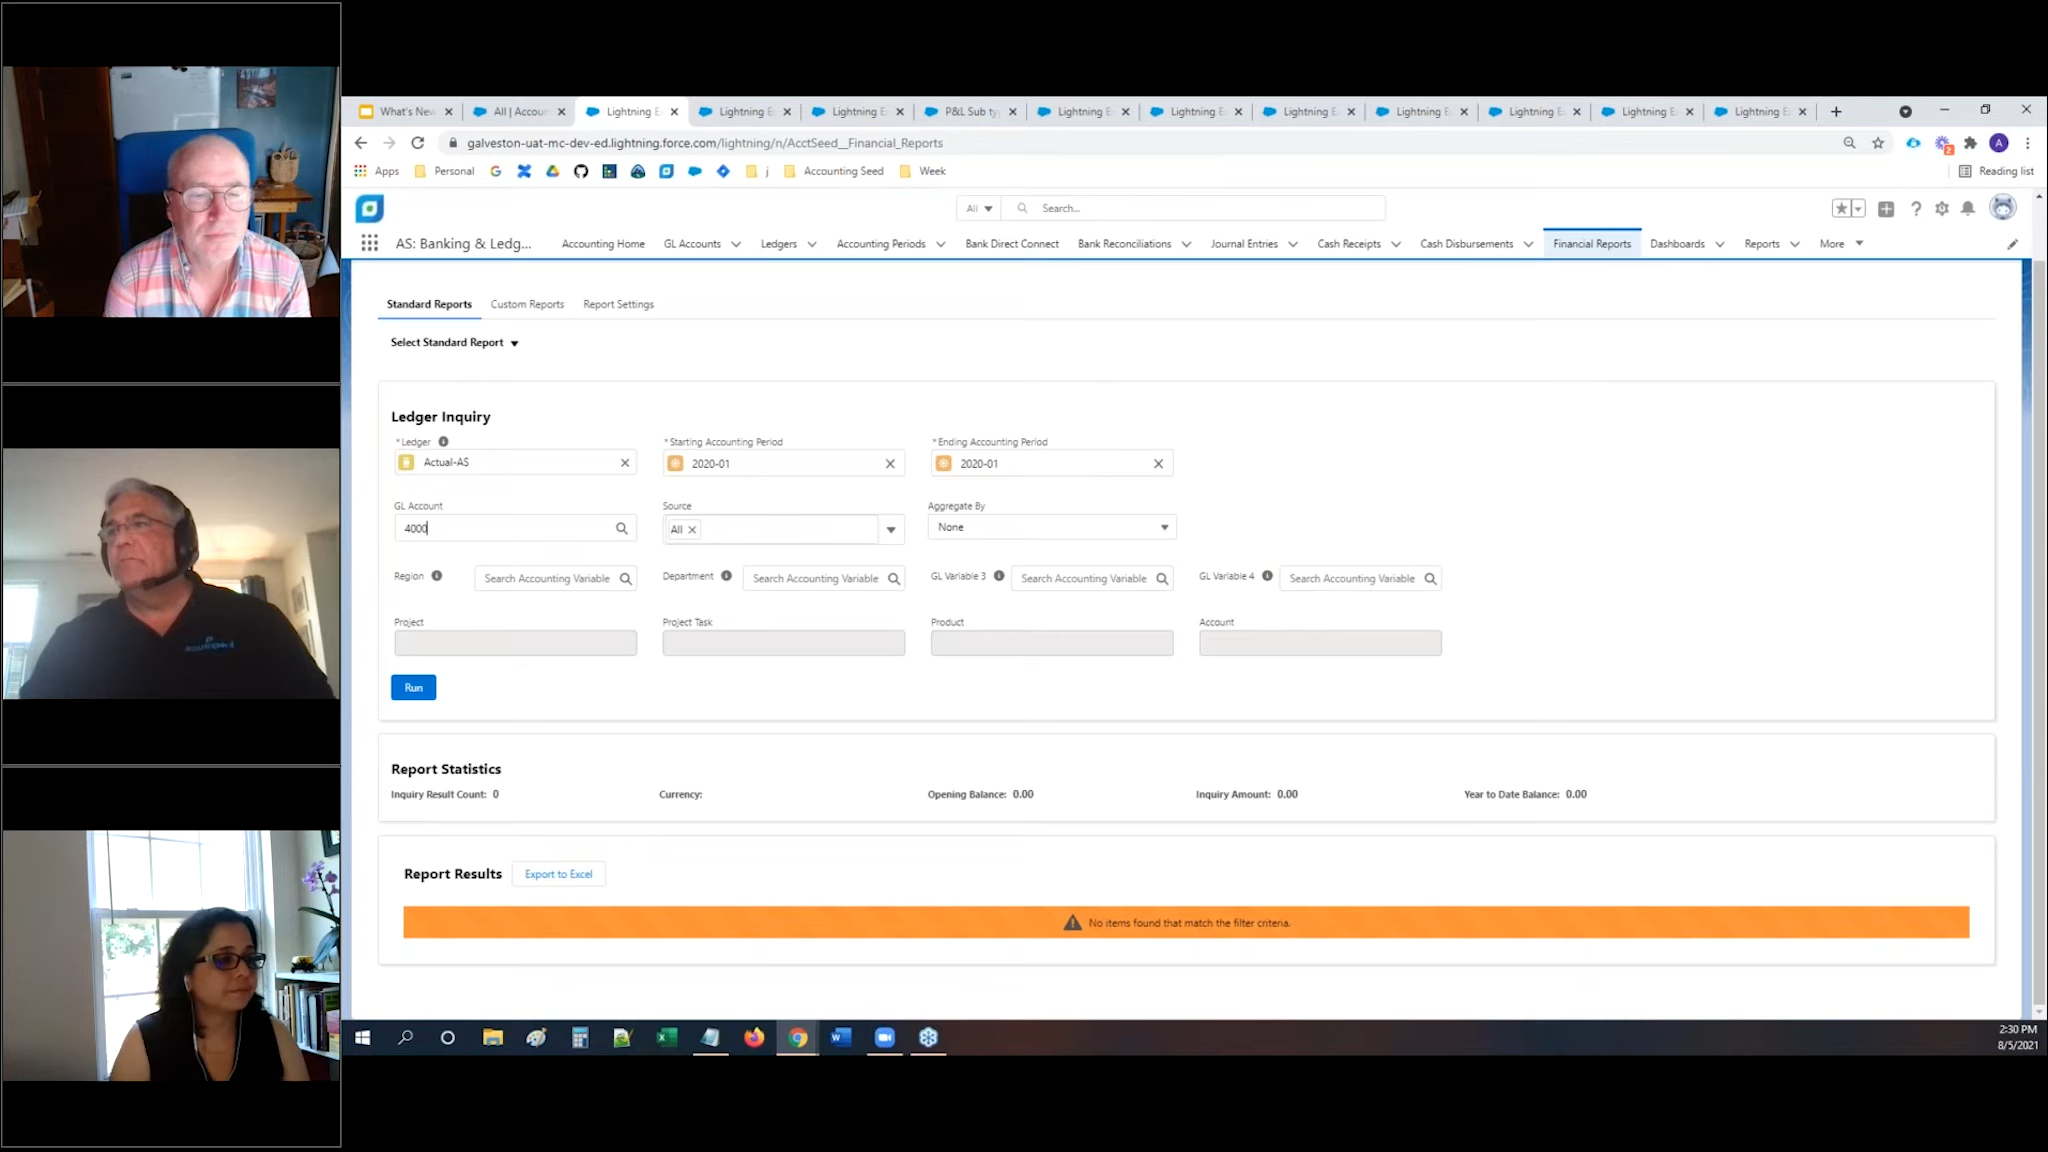 What's New
All | Accoun
Lightning E
Lightning E
Lightning E
P&L Sub ty
Lightning E
Lightning E
Lightning E
Lightning E
Lightning E
Lightning E
Lightning E
galveston-uat-mc-dev-ed.lightning.force.com/lightning/n/AcctSeed__Financial_Reports
Apps Personal j Accounting Seed Week Reading list
All Search...
AS: Banking & Ledg... Accounting Home GL Accounts Ledgers Accounting Periods Bank Direct Connect Bank Reconciliations Journal Entries Cash Receipts Cash Disbursements Financial Reports Dashboards Reports More
Standard Reports Custom Reports Report Settings
Select Standard Report
Ledger Inquiry
*Ledger *Starting Accounting Period *Ending Accounting Period
Actual-AS 2020-01 2020-01
GL Account Source Aggregate By
4000 All None
Region Search Accounting Variable Department Search Accounting Variable GL Variable 3 Search Accounting Variable GL Variable 4 Search Accounting Variable
Project Project Task Product Account
Run
Report Statistics
Inquiry Result Count: 0 Currency: Opening Balance: 0.00 Inquiry Amount: 0.00 Year to Date Balance: 0.00
Report Results Export to Excel
No items found that match the filter criteria.
2:30 PM
8/5/2021